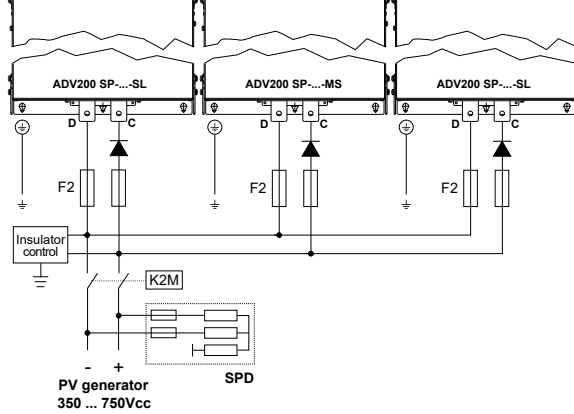 ADV200 SP-...-SL ADV200 SP-...-MS ADV200 SP-...-SL
D C D C D C
F2 F2 F2
Insulator
control
K2M
- +
SPD
PV generator
350 ... 750Vcc